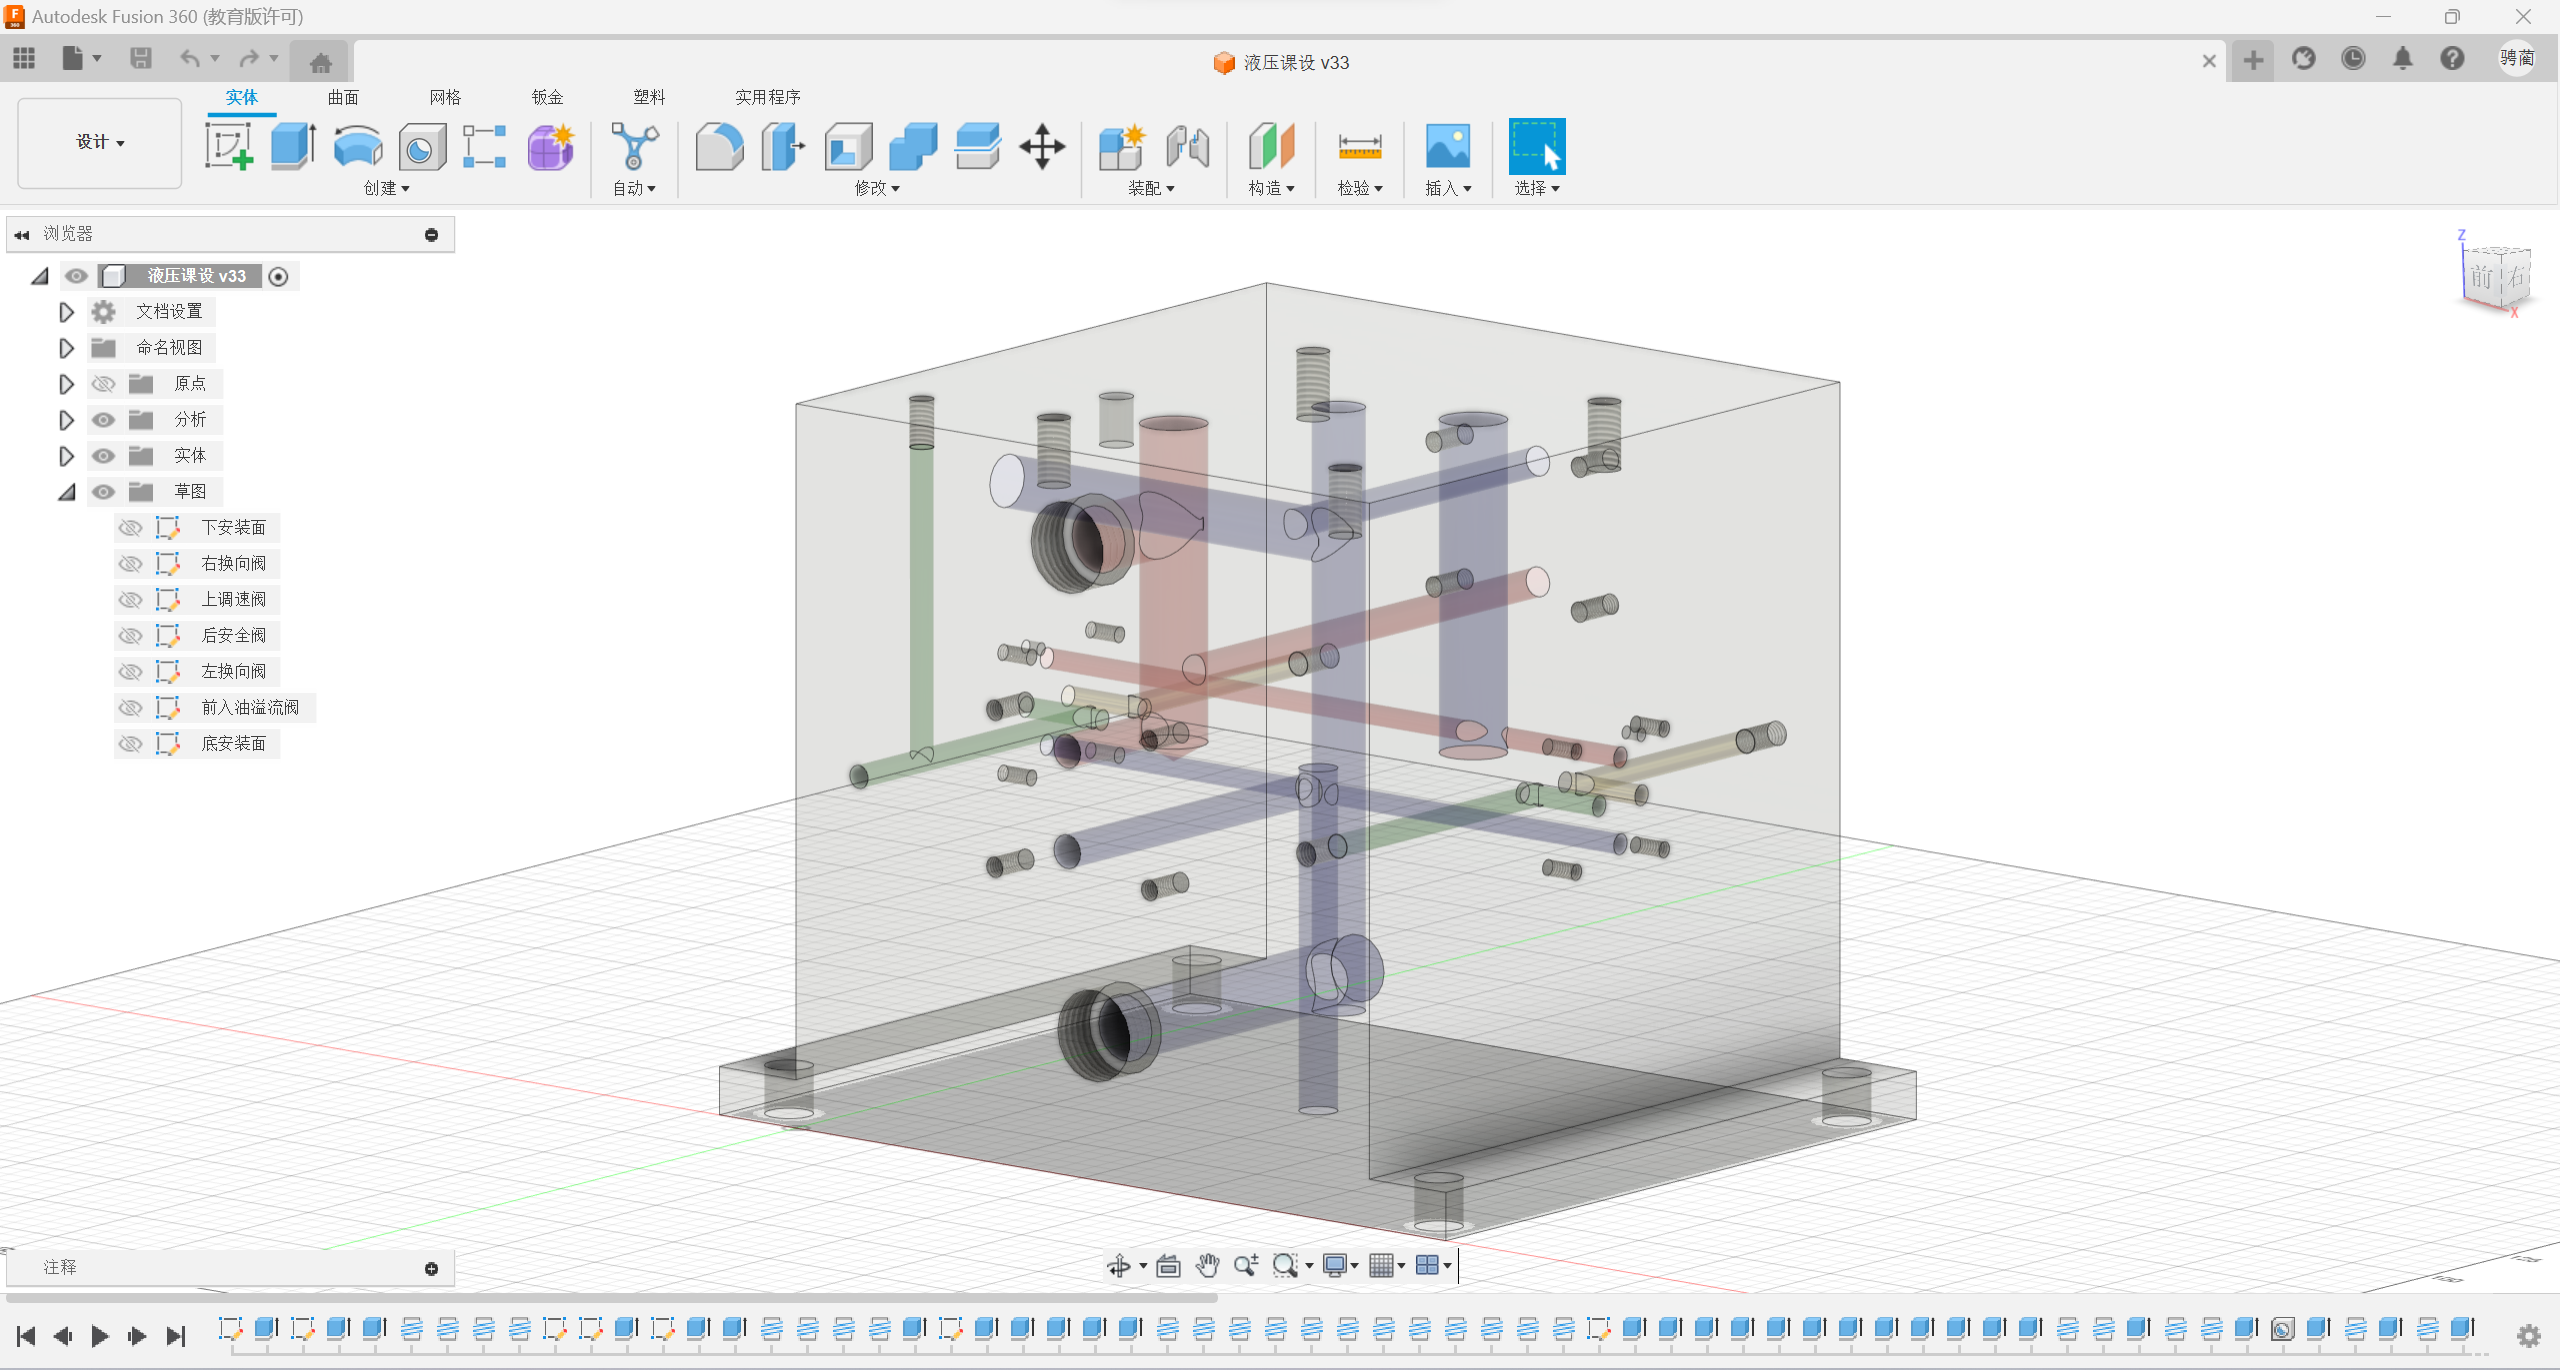 Autodesk Fusion 360 (教育版许可)
液压课设 v33
骋蔺
设计
实体 曲面 网格 钣金 塑料 实用程序
创建 自动 修改 装配 构造 检验 插入 选择
浏览器
液压课设 v33
文档设置
命名视图
原点
分析
实体
草图
下安装面
右换向阀
上调速阀
后安全阀
左换向阀
前入油溢流阀
底安装面
Z
前 右
X
注释